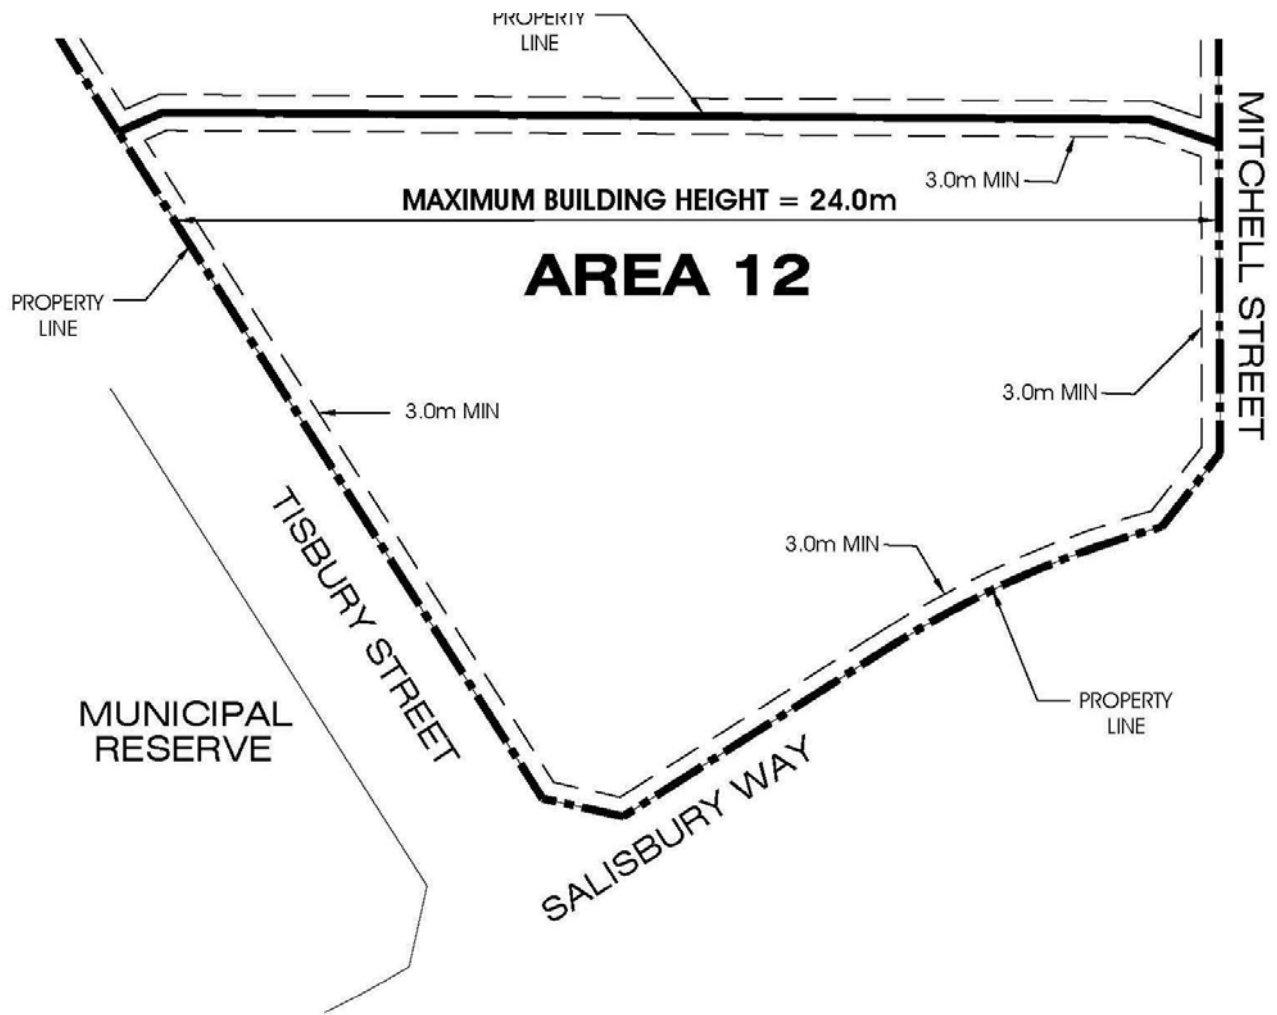 PROPERTY
LINE
MITCHELL STREET
3.0m MIN
MAXIMUM BUILDING HEIGHT = 24.0m
AREA 12
PROPERTY
LINE
3.0m MIN
3.0m MIN
TISBURY STREET
3.0m MIN
MUNICIPAL
RESERVE
PROPERTY
LINE
SALISBURY WAY